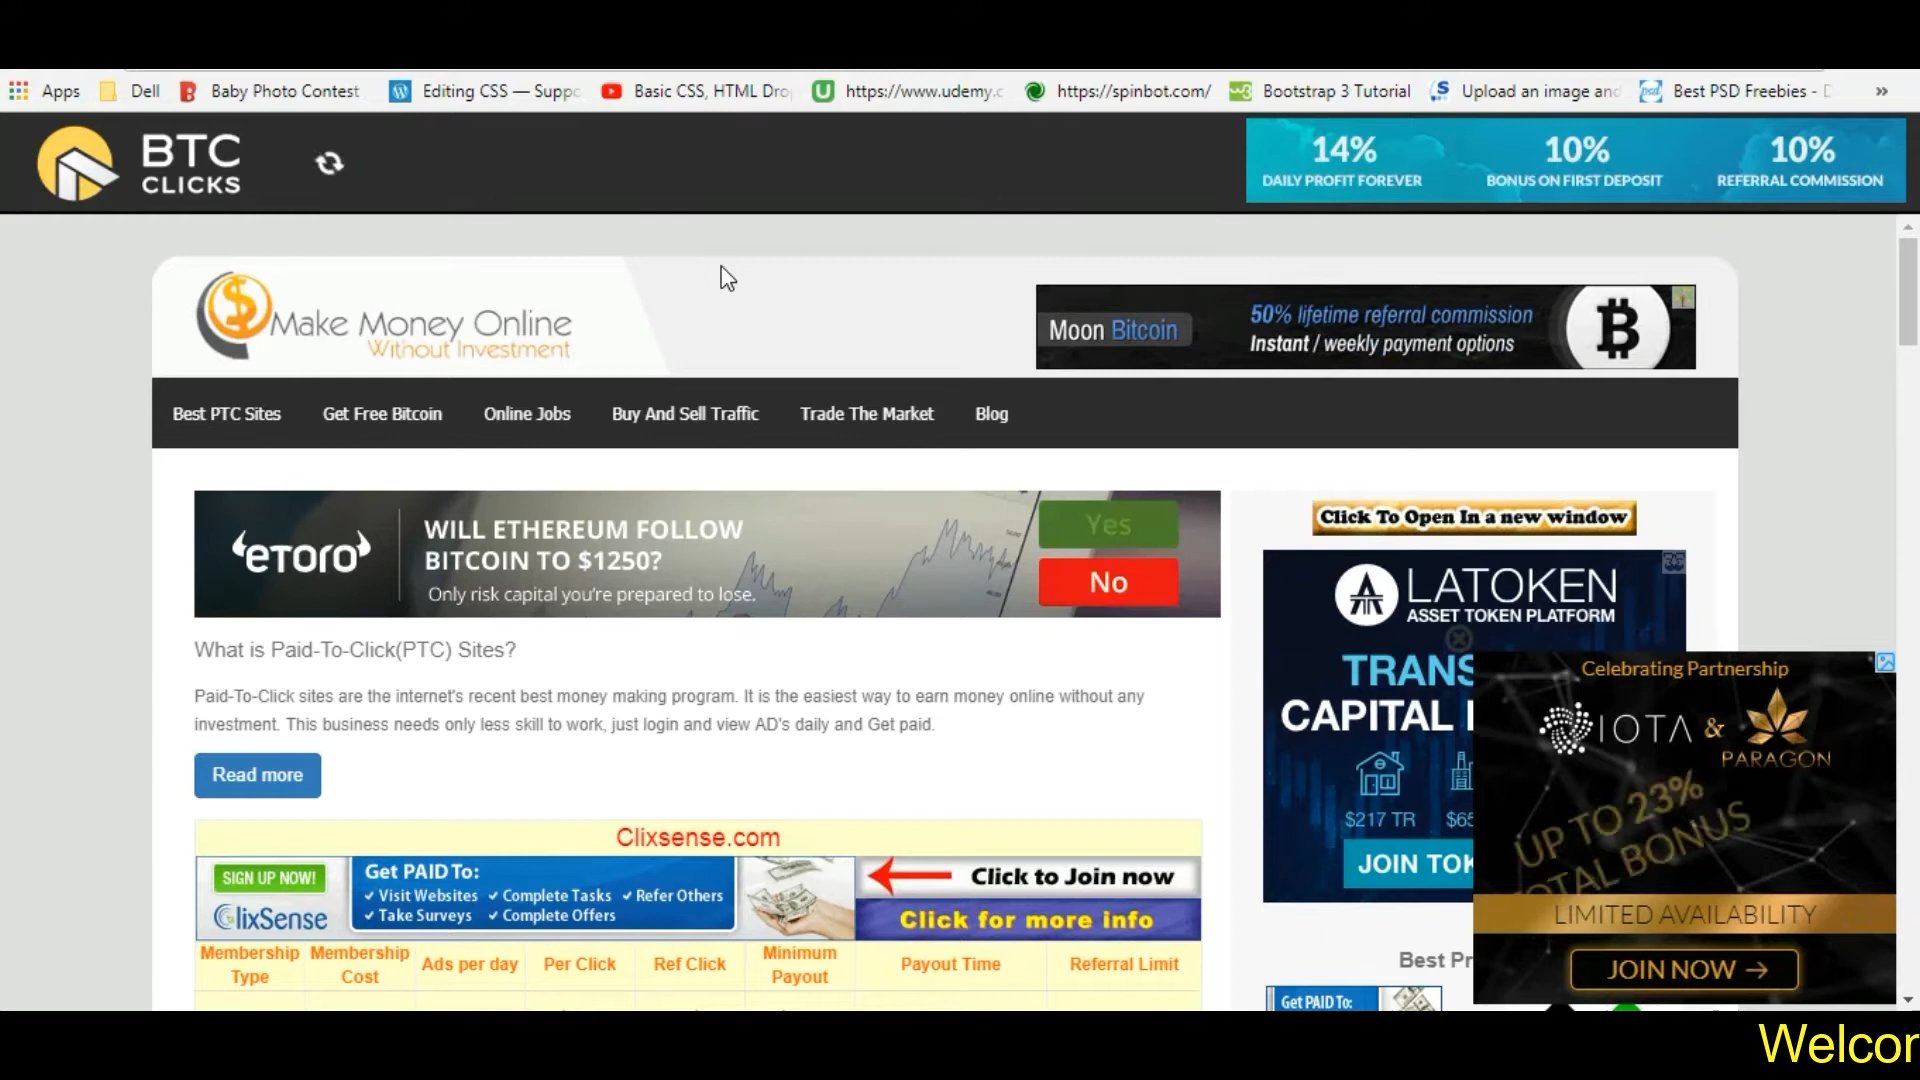 Apps Dell Baby Photo Contest Editing CSS — Suppo Basic CSS, HTML Dro https://www.udemy.c https://spinbot.com/ Bootstrap 3 Tutorial Upload an image and Best PSD Freebies - D »
BTC
CLICKS
14% 10% 10%
DAILY PROFIT FOREVER BONUS ON FIRST DEPOSIT REFERRAL COMMISSION
Make Money Online
Without Investment
Moon Bitcoin
50% lifetime referral commission
Instant / weekly payment options
Best PTC Sites Get Free Bitcoin Online Jobs Buy And Sell Traffic Trade The Market Blog
eTORO
WILL ETHEREUM FOLLOW
BITCOIN TO $1250?
Only risk capital you're prepared to lose.
Yes
No
Click To Open In a new window
What is Paid-To-Click(PTC) Sites?
Paid-To-Click sites are the internet's recent best money making program. It is the easiest way to earn money online without any
investment. This business needs only less skill to work, just login and view AD's daily and Get paid.
Read more
LATOKEN
ASSET TOKEN PLATFORM
TRANS
CAPITAL
$217 TR $65
JOIN TOK
Celebrating Partnership
IOTA & PARAGON
UP TO 23%
TOTAL BONUS
LIMITED AVAILABILITY
JOIN NOW →
Clixsense.com
SIGN UP NOW!
ClixSense
Get PAID To:
✓ Visit Websites ✓ Complete Tasks ✓ Refer Others
✓ Take Surveys ✓ Complete Offers
Click to Join now
Click for more info
Membership Type Membership Cost Ads per day Per Click Ref Click Minimum Payout Payout Time Referral Limit
Best Pr
Get PAID To:
Welcor